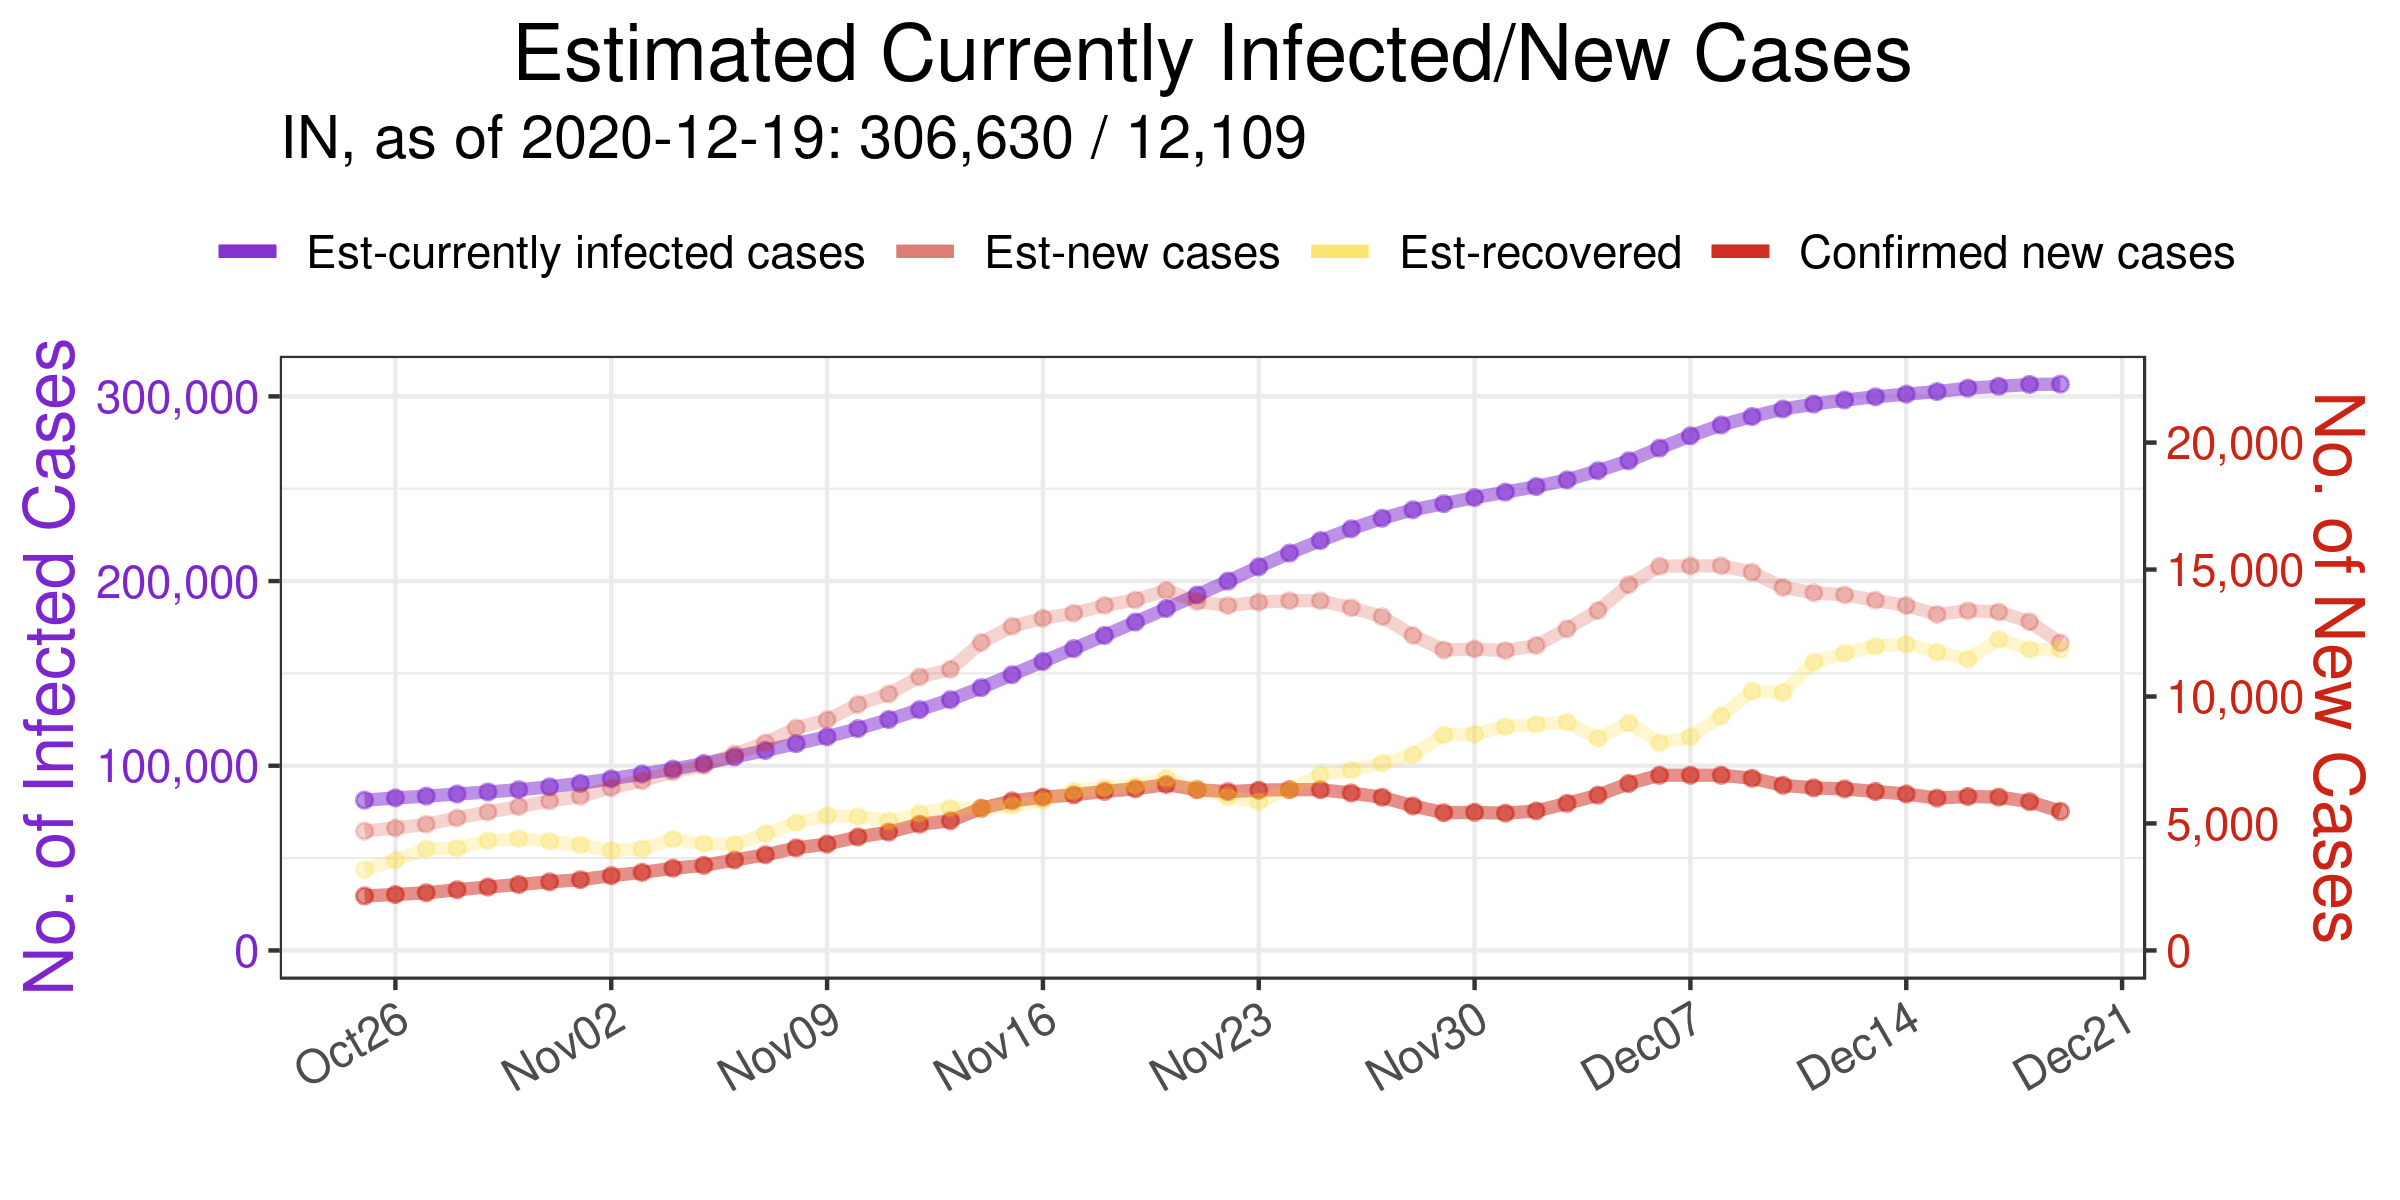 Estimated Currently Infected/New Cases
IN, as of 2020-12-19: 306,630 / 12,109
Est-currently infected cases Est-new cases Est-recovered Confirmed new cases
No. of Infected Cases
300,000
200,000
100,000
0
20,000
15,000
10,000
5,000
0
No. of New Cases
Oct26 Nov02 Nov09 Nov16 Nov23 Nov30 Dec07 Dec14 Dec21